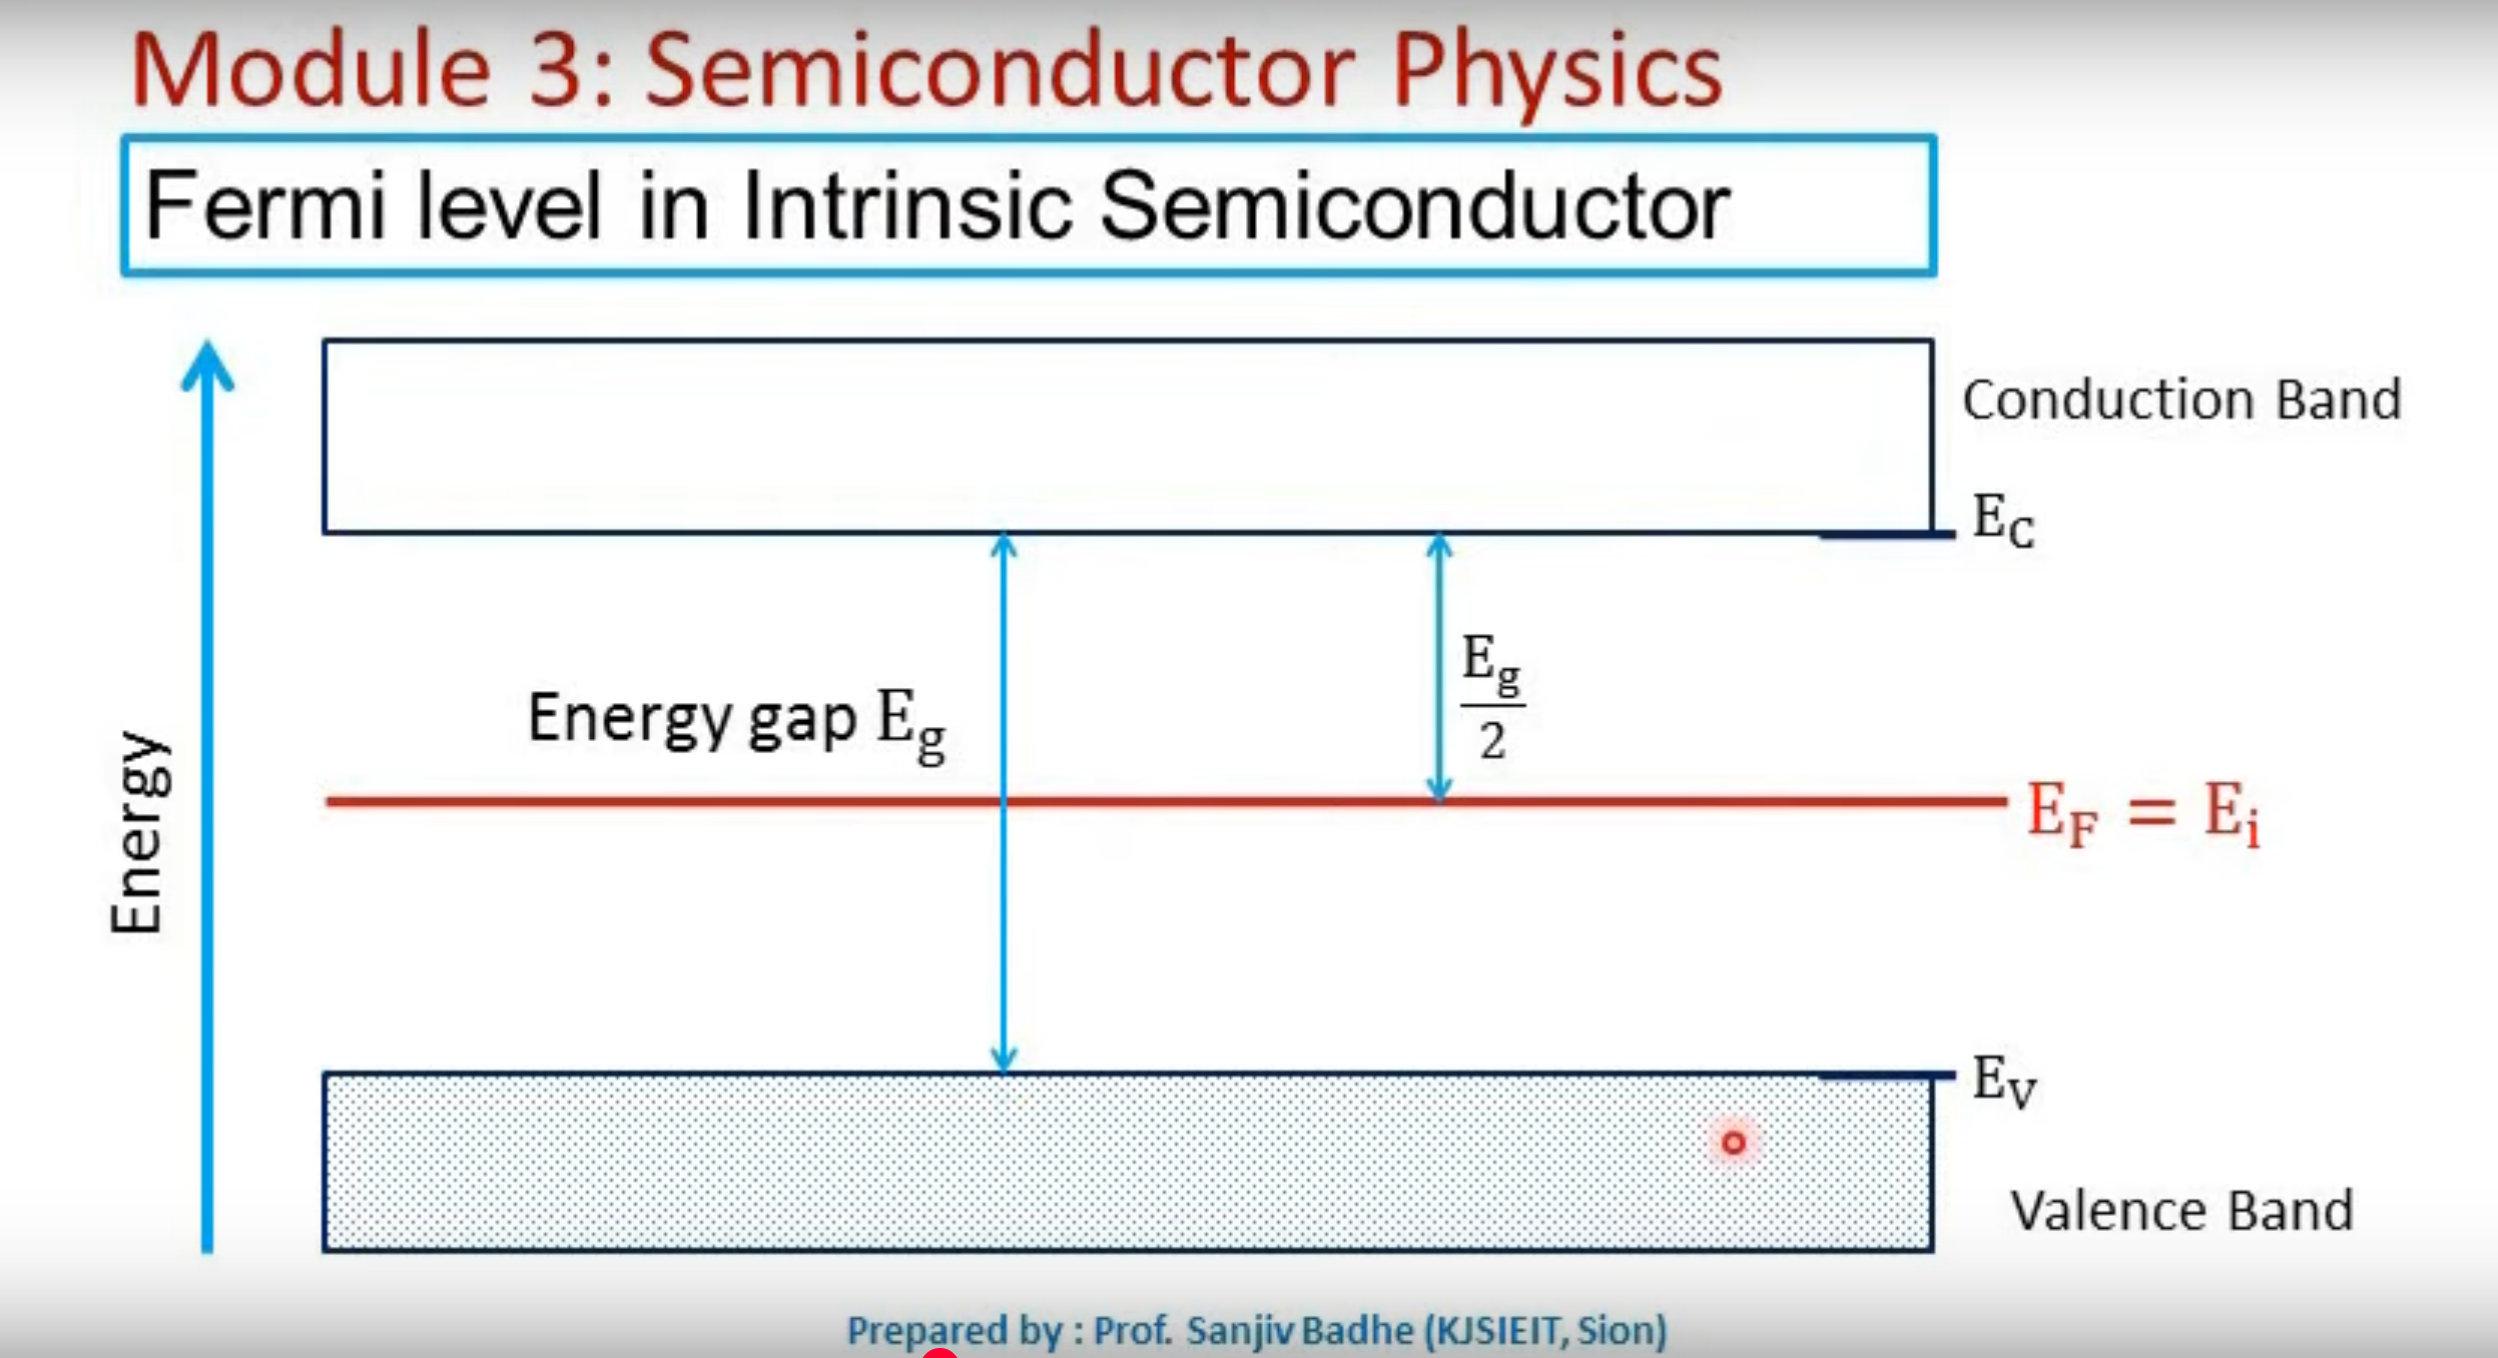 Module 3: Semiconductor Physics
Fermi level in Intrinsic Semiconductor
Conduction Band
E_C
E_g/2
Energy gap E_g
E_F = E_i
Energy
E_V
Valence Band
Prepared by : Prof. Sanjiv Badhe (KJSIEIT, Sion)